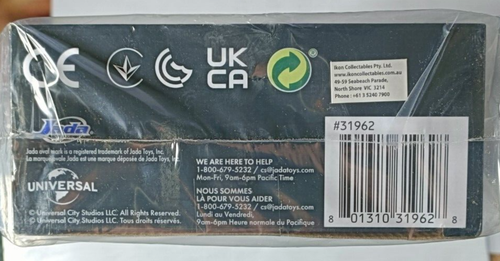 CE
UK
CA
Ikon Collectables Pty. Ltd.
www.ikoncollectables.com.au
49-59 Seabeach Parade,
North Shore VIC 3214
Phone : +61 3 5240 7900
Jada
Jada oval mark is a registered trademark of Jada Toys, Inc.
La marque ovale Jada est une marque déposée de Jada Toys, Inc.
UNIVERSAL
© Universal City Studios LLC. All Rights Reserved.
© Universal City Studios LLC. Tous droits réservés.
WE ARE HERE TO HELP
1-800-679-5232 / cs@jadatoys.com
Mon-Fri, 9am-6pm Pacific Time
NOUS SOMMES
LÀ POUR VOUS AIDER
1-800-679-5232 / cs@jadatoys.com
Lundi au Vendredi,
9am-6pm Heure normale du Pacifique
#31962
8 01310 31962 8